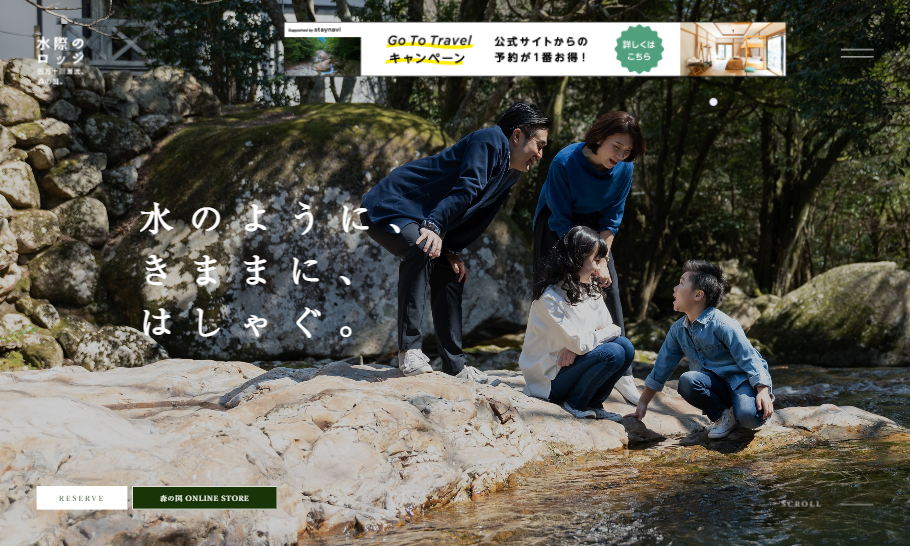 水際の
ロッジ
Supported by staynavi
Go To Travel
キャンペーン
公式サイトからの
予約が1番お得！
詳しくは
こちら
水のように、
きままに、
はしゃぐ。
RESERVE
森の国 ONLINE STORE
SCROLL